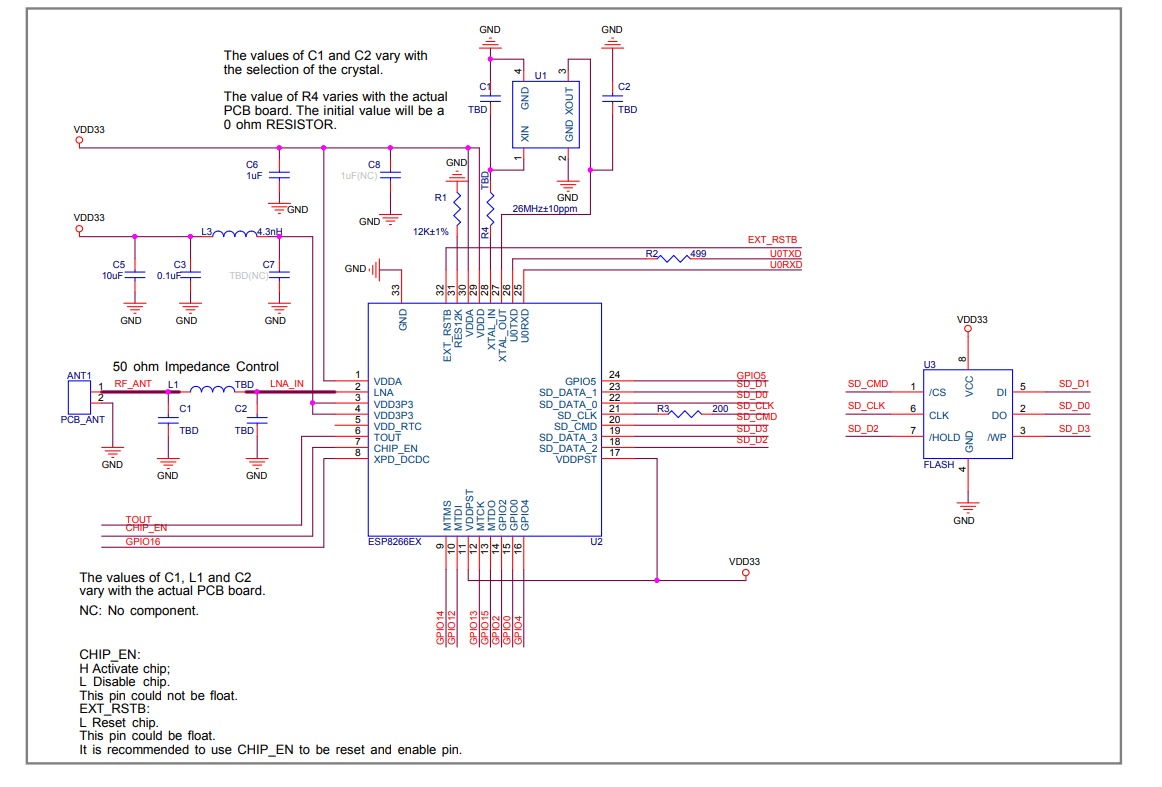 GND
GND
The values of C1 and C2 vary with
the selection of the crystal.
The value of R4 varies with the actual
PCB board. The initial value will be a
0 ohm RESISTOR.
4
3
U1
C1
TBD
C2
TBD
GND
XOUT
XIN
GND
1
2
GND
26MHz±10ppm
VDD33
C6
1uF
GND
C8
1uF(NC)
GND
GND
R1
12K±1%
TBD
R4
VDD33
L3
4.3nH
C5
10uF
C3
0.1uF
C7
TBD(NC)
GND
GND
GND
EXT_RSTB
R2
499
U0TXD
U0RXD
GND
33
32
31
30
29
28
27
26
25
GND
EXT_RSTB
RES12K
VDDA
VDDD
XTAL_IN
XTAL_OUT
U0TXD
U0RXD
50 ohm Impedance Control
ANT1
1
2
PCB_ANT
RF_ANT
L1
TBD
LNA_IN
C1
TBD
C2
TBD
GND
GND
GND
1
VDDA
2
LNA
3
VDD3P3
4
VDD3P3
5
VDD_RTC
6
TOUT
7
CHIP_EN
8
XPD_DCDC
24
GPIO5
GPIO5
23
SD_DATA_1
SD_D1
22
SD_DATA_0
SD_D0
21
SD_CLK
R3
200
SD_CLK
20
SD_CMD
SD_CMD
19
SD_DATA_3
SD_D3
18
SD_DATA_2
SD_D2
17
VDDPST
VDD33
8
U3
SD_CMD
1
/CS
VCC
DI
5
SD_D1
SD_CLK
6
CLK
DO
2
SD_D0
SD_D2
7
/HOLD
GND
/WP
3
SD_D3
FLASH
4
GND
TOUT
CHIP_EN
GPIO16
MTMS
MTDI
VDDPST
MTCK
MTDO
GPIO2
GPIO0
GPIO4
ESP8266EX
U2
9
10
11
12
13
14
15
16
VDD33
GPIO14
GPIO12
GPIO13
GPIO15
GPIO2
GPIO0
GPIO4
The values of C1, L1 and C2
vary with the actual PCB board.
NC: No component.
CHIP_EN:
H Activate chip;
L Disable chip.
This pin could not be float.
EXT_RSTB:
L Reset chip.
This pin could be float.
It is recommended to use CHIP_EN to be reset and enable pin.